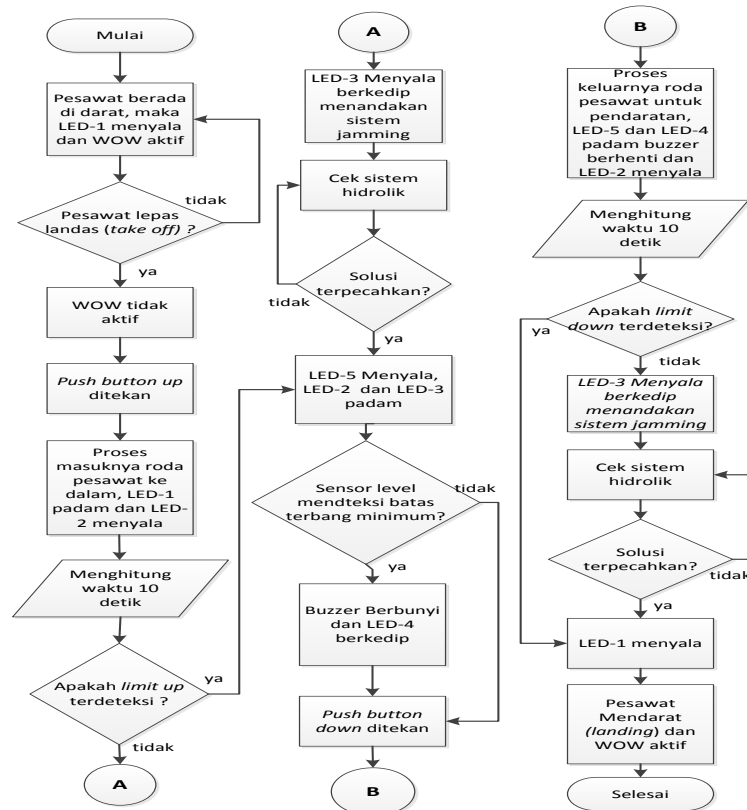 Mulai
Pesawat berada
di darat, maka
LED-1 menyala
dan WOW aktif
tidak
Pesawat lepas
landas (take off) ?
ya
WOW tidak
aktif
Push button up
ditekan
Proses
masuknya roda
pesawat ke
dalam, LED-1
padam dan LED-
2 menyala
Menghitung
waktu 10
detik
ya
Apakah limit up
terdeteksi ?
tidak
A
A
LED-3 Menyala
berkedip
menandakan
sistem
jamming
Cek sistem
hidrolik
Solusi
terpecahkan?
tidak
ya
LED-5 Menyala,
LED-2 dan LED-3
padam
Sensor level
mendteksi batas
terbang minimum?
tidak
ya
Buzzer Berbunyi
dan LED-4
berkedip
Push button
down ditekan
B
B
Proses
keluarnya roda
pesawat untuk
pendaratan,
LED-5 dan LED-4
padam buzzer
berhenti dan
LED-2 menyala
Menghitung
waktu 10
detik
Apakah limit
down terdeteksi?
ya
tidak
LED-3 Menyala
berkedip
menandakan
sistem jamming
Cek sistem
hidrolik
Solusi
terpecahkan?
tidak
ya
LED-1 menyala
Pesawat
Mendarat
(landing) dan
WOW aktif
Selesai